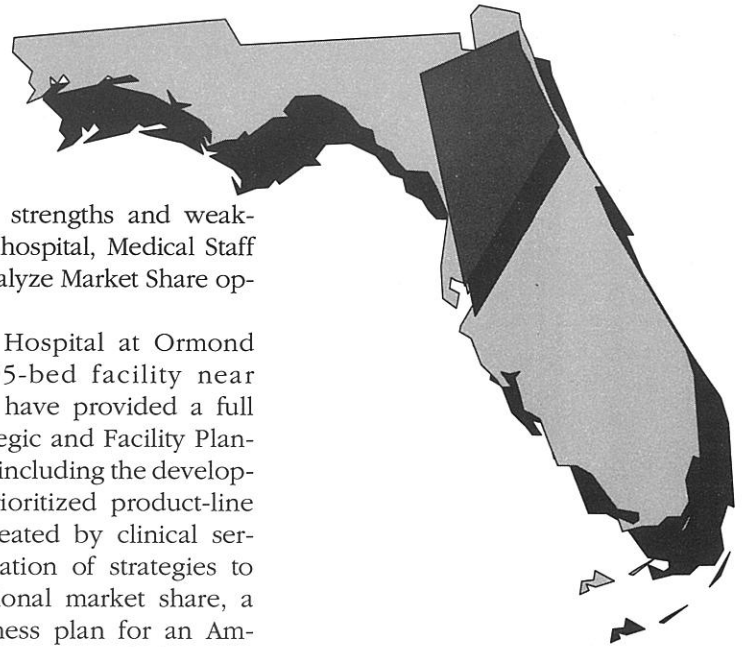 strengths and weak-
hospital, Medical Staff
alyze Market Share op-
Hospital at Ormond
5-bed facility near
have provided a full
egic and Facility Plan-
including the develop-
ioritized product-line
eated by clinical ser-
ation of strategies to
ional market share, a
ness plan for an Am-